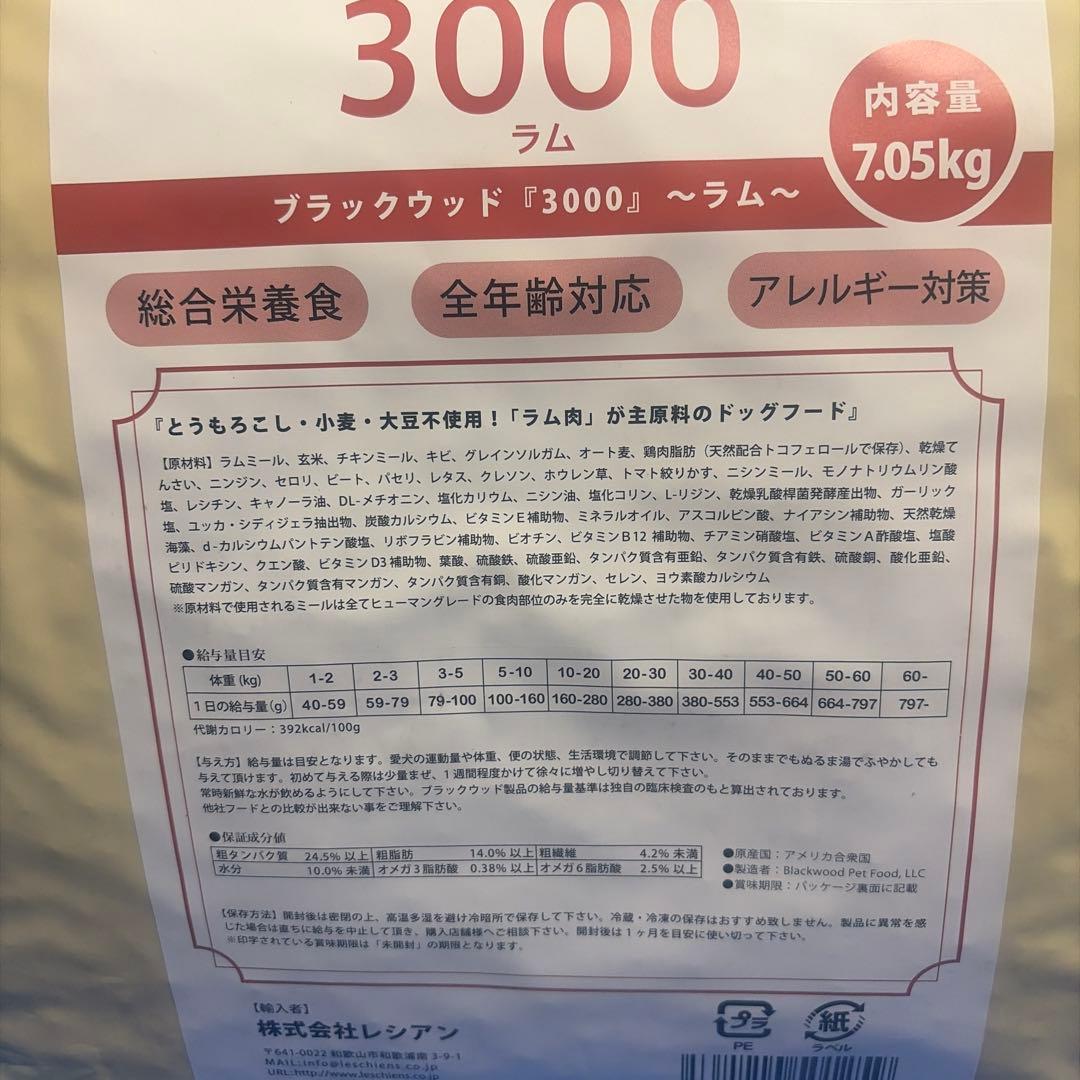 3000
ラム
内容量
7.05kg
ブラックウッド『3000』 ～ラム～
総合栄養食
全年齢対応
アレルギー対策
『とうもろこし・小麦・大豆不使用！「ラム肉」が主原料のドッグフード』
【原材料】ラムミール、玄米、チキンミール、キビ、グレインソルガム、オート麦、鶏肉脂肪（天然配合トコフェロールで保存）、乾燥て
んさい、ニンジン、セロリ、ビート、パセリ、レタス、クレソン、ホウレン草、トマト絞りかす、ニシンミール、モノナトリウムリン酸
塩、レシチン、キャノーラ油、DL-メチオニン、塩化カリウム、ニシン油、塩化コリン、L-リジン、乾燥乳酸桿菌発酵産出物、ガーリック
塩、ユッカ・シディジェラ抽出物、炭酸カルシウム、ビタミンE補助物、ミネラルオイル、アスコルビン酸、ナイアシン補助物、天然乾燥
海藻、d-カルシウムパントテン酸塩、リボフラビン補助物、ビオチン、ビタミンB12 補助物、チアミン硝酸塩、ビタミンA酢酸塩、塩酸
ピリドキシン、クエン酸、ビタミンD3補助物、葉酸、硫酸鉄、硫酸亜鉛、タンパク質含有亜鉛、タンパク質含有鉄、硫酸銅、酸化亜鉛、
硫酸マンガン、タンパク質含有マンガン、タンパク質含有銅、酸化マンガン、セレン、ヨウ素酸カルシウム
※原材料で使用されるミールは全てヒューマングレードの食肉部位のみを完全に乾燥させた物を使用しております。
●給与量目安
体重 (kg) 1-2 2-3 3-5 5-10 10-20 20-30 30-40 40-50 50-60 60-
1日の給与量(g) 40-59 59-79 79-100 100-160 160-280 280-380 380-553 553-664 664-797 797-
代謝カロリー：392kcal/100g
【与え方】給与量は目安となります。愛犬の運動量や体重、便の状態、生活環境で調節して下さい。そのままでもぬるま湯でふやかしても
与えて頂けます。初めて与える際は少量まぜ、1週間程度かけて徐々に増やし切り替えて下さい。
常時新鮮な水が飲めるようにして下さい。ブラックウッド製品の給与量基準は独自の臨床検査のもと算出されております。
他社フードとの比較が出来ない事をご理解下さい。
●保証成分値
粗タンパク質 24.5% 以上 粗脂肪 14.0% 以上 粗繊維 4.2% 未満
水分 10.0% 未満 オメガ3脂肪酸 0.38% 以上 オメガ6脂肪酸 2.5% 以上
●原産国：アメリカ合衆国
●製造者：Blackwood Pet Food, LLC
●賞味期限：パッケージ裏面に記載
【保存方法】開封後は密閉の上、高温多湿を避け冷暗所で保存して下さい。冷蔵・冷凍の保存はおすすめ致しません。製品に異常を感
じた場合は直ちに給与を中止して頂き、購入店舗様へご相談下さい。開封後は1ヶ月を目安に使い切って下さい。
※印字されている賞味期限は「未開封」の期限となります。
【輸入者】
株式会社レシアン
〒641-0022 和歌山市和歌浦南 3-9-1
MAIL:info@leschiens.co.jp
URL:http://www.leschiens.co.jp
プラ
PE
紙
ラベル